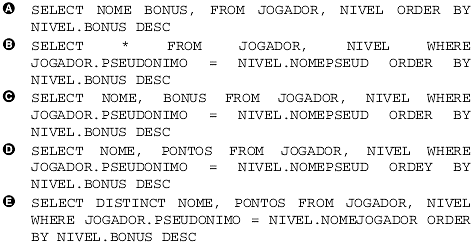 A SELECT NOME BONUS, FROM JOGADOR, NIVEL ORDER BY
NIVEL.BONUS DESC
B SELECT * FROM JOGADOR, NIVEL WHERE
JOGADOR.PSEUDONIMO = NIVEL.NOMEPSEUD ORDER BY
NIVEL.BONUS DESC
C SELECT NOME, BONUS FROM JOGADOR, NIVEL WHERE
JOGADOR.PSEUDONIMO = NIVEL.NOMEPSEUD ORDER BY
NIVEL.BONUS DESC
D SELECT NOME, PONTOS FROM JOGADOR, NIVEL WHERE
JOGADOR.PSEUDONIMO = NIVEL.NOMEPSEUD ORDEY BY
NIVEL.BONUS DESC
E SELECT DISTINCT NOME, PONTOS FROM JOGADOR, NIVEL
WHERE JOGADOR.PSEUDONIMO = NIVEL.NOMEJOGADOR ORDER
BY NIVEL.BONUS DESC